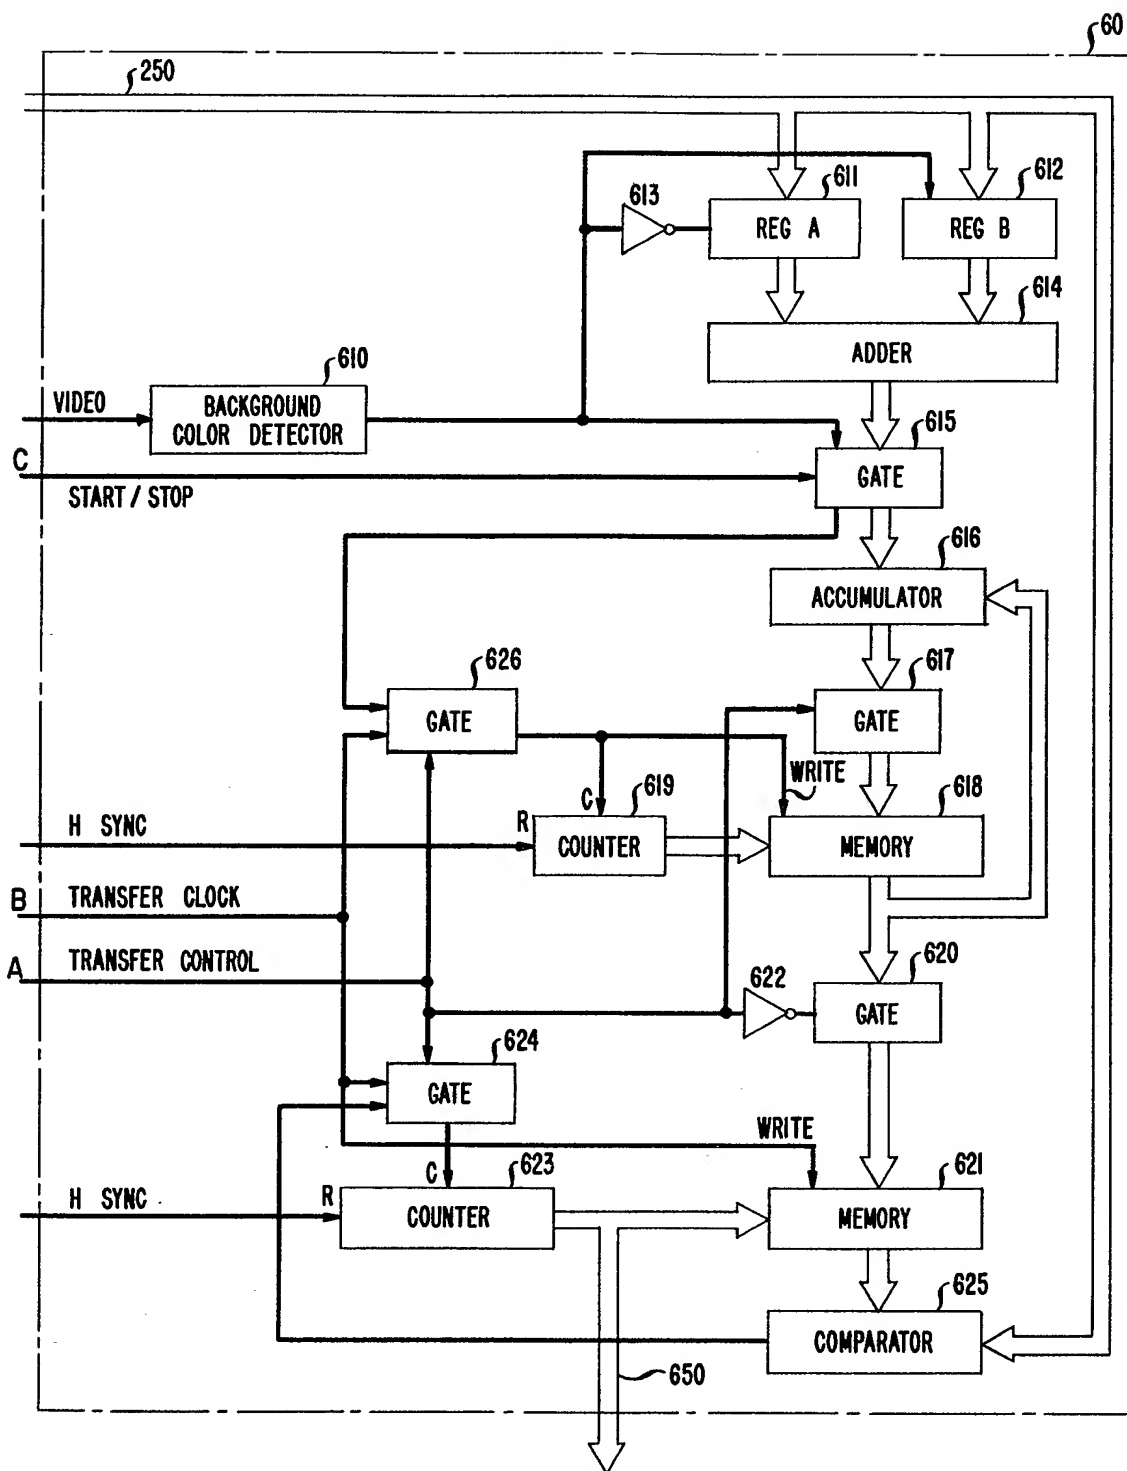 60
250
611
612
613
REG A
REG B
614
ADDER
610
VIDEO
BACKGROUND
COLOR DETECTOR
615
C
GATE
START / STOP
616
ACCUMULATOR
626
617
GATE
GATE
WRITE
619
618
C
H SYNC
R
COUNTER
MEMORY
B
TRANSFER CLOCK
A
TRANSFER CONTROL
620
622
GATE
624
GATE
WRITE
C
623
621
H SYNC
R
COUNTER
MEMORY
625
COMPARATOR
650